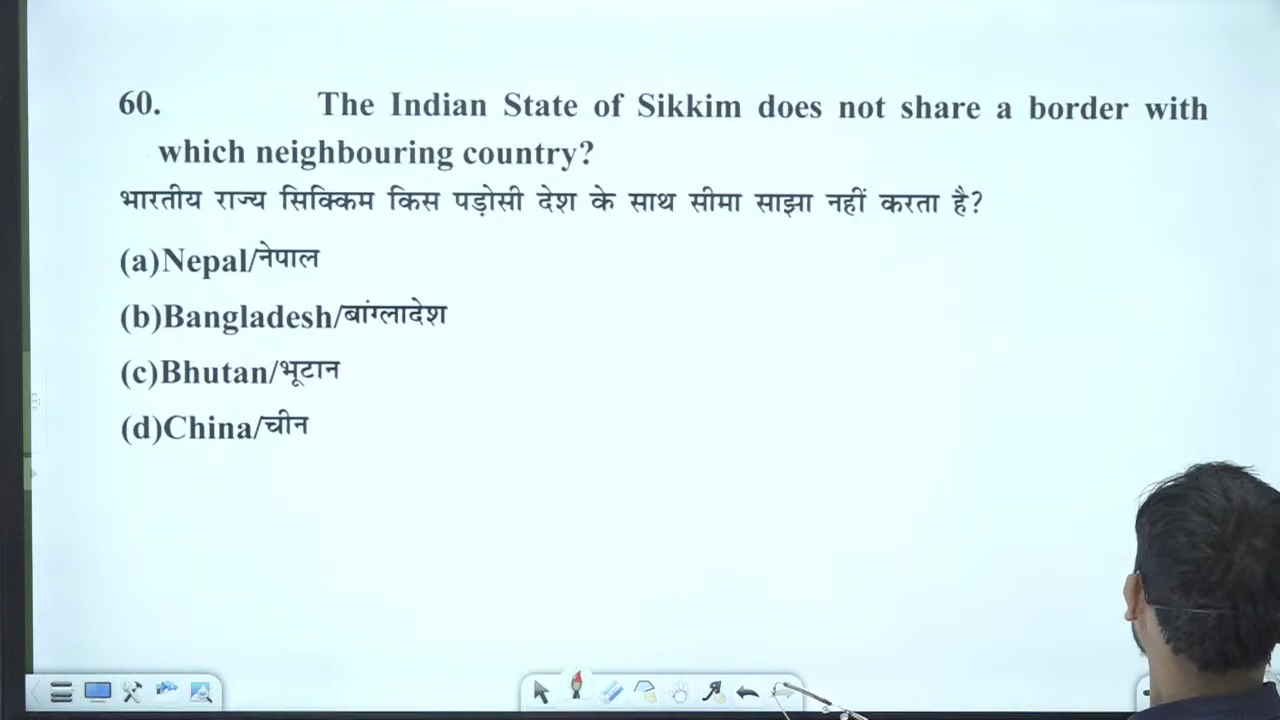 60. The Indian State of Sikkim does not share a border with
which neighbouring country?
भारतीय राज्य सिक्किम किस पड़ोसी देश के साथ सीमा साझा नहीं करता है?
(a)Nepal/नेपाल
(b)Bangladesh/बांग्लादेश
(c)Bhutan/भूटान
(d)China/चीन